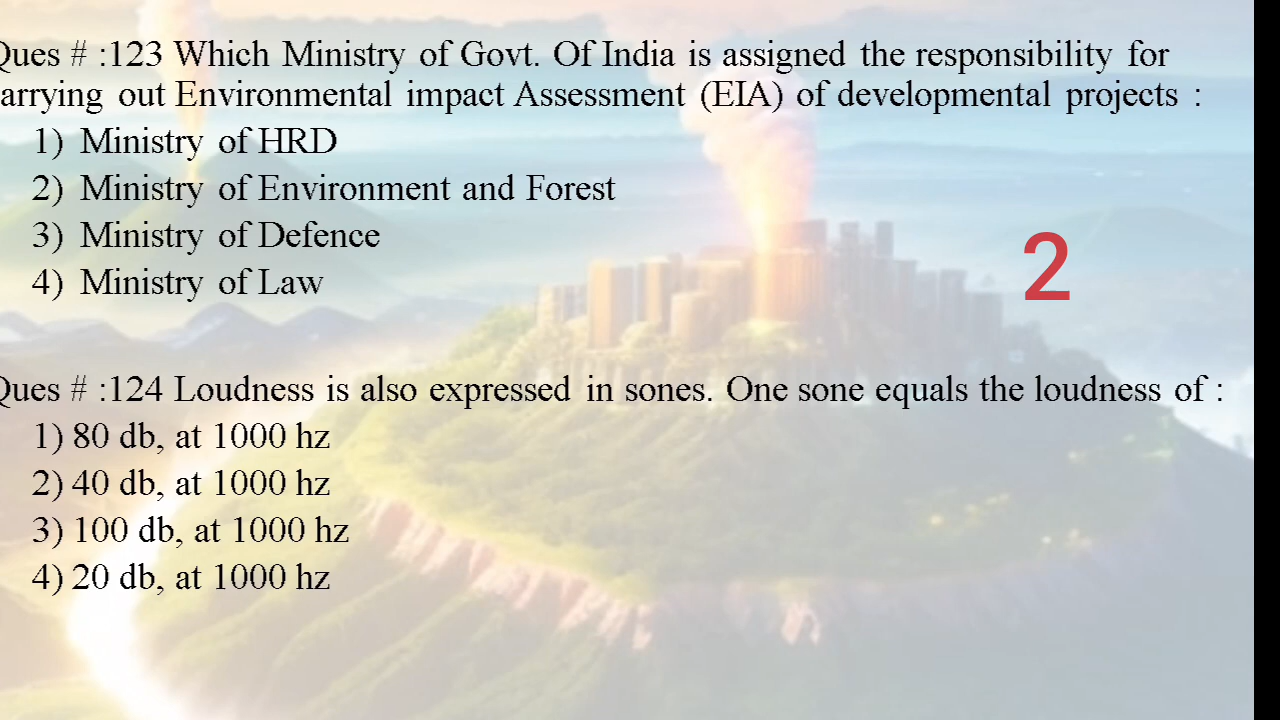 Ques # :123 Which Ministry of Govt. Of India is assigned the responsibility for
arrying out Environmental impact Assessment (EIA) of developmental projects :
1) Ministry of HRD
2) Ministry of Environment and Forest
3) Ministry of Defence
4) Ministry of Law
2
Ques # :124 Loudness is also expressed in sones. One sone equals the loudness of :
1) 80 db, at 1000 hz
2) 40 db, at 1000 hz
3) 100 db, at 1000 hz
4) 20 db, at 1000 hz